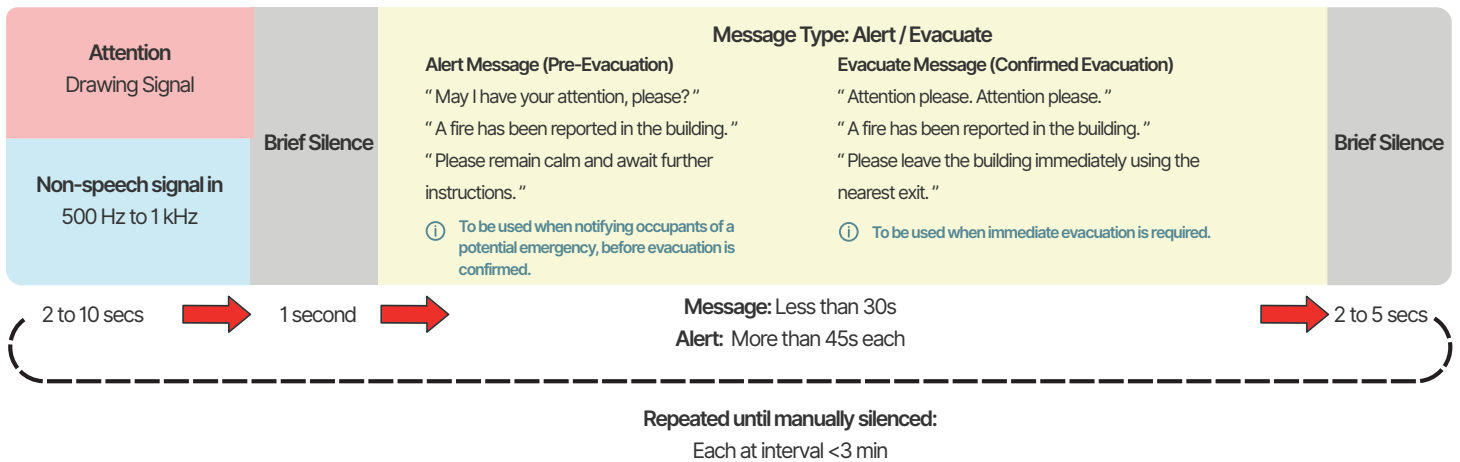 Attention
Drawing Signal
Non-speech signal in
500 Hz to 1 kHz
Brief Silence
Message Type: Alert / Evacuate
Alert Message (Pre-Evacuation)
“ May I have your attention, please? ”
“ A fire has been reported in the building. ”
“ Please remain calm and await further
instructions. ”
To be used when notifying occupants of a
potential emergency, before evacuation is
confirmed.
Evacuate Message (Confirmed Evacuation)
“ Attention please. Attention please. ”
“ A fire has been reported in the building. ”
“ Please leave the building immediately using the
nearest exit. ”
To be used when immediate evacuation is required.
Brief Silence
2 to 10 secs
1 second
Message: Less than 30s
Alert: More than 45s each
2 to 5 secs
Repeated until manually silenced:
Each at interval <3 min